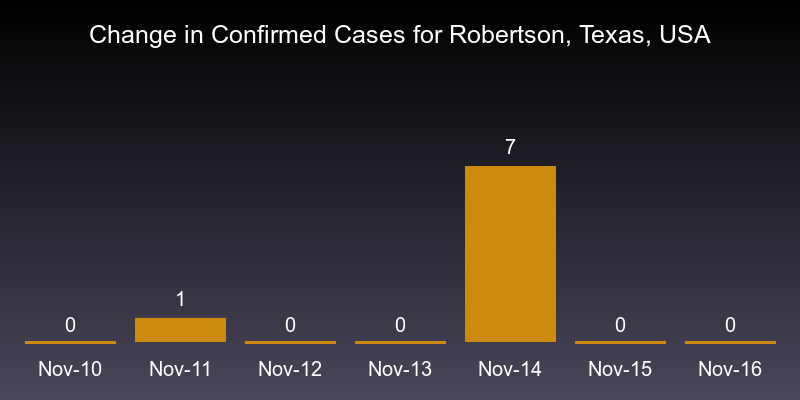 Change in Confirmed Cases for Robertson, Texas, USA
7
1
0 0 0 0 0
Nov-10 Nov-11 Nov-12 Nov-13 Nov-14 Nov-15 Nov-16